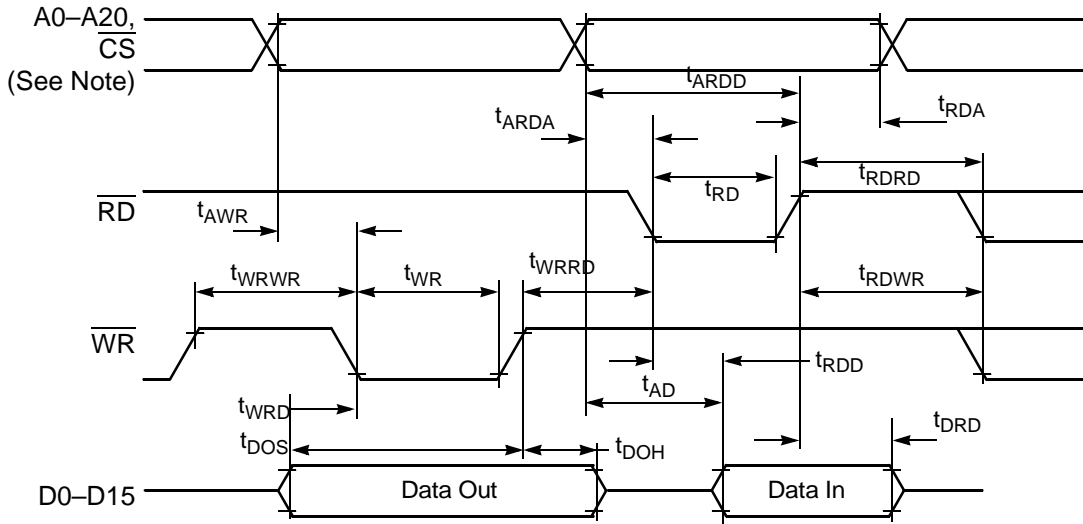 A0–A20,
CS
(See Note)
tARDD
tARDA
tRDA
tRD
tRDRD
RD
tAWR
tWRWR
tWR
tWRRD
tRDWR
WR
tRDD
tAD
tWRD
tDRD
tDOS
tDOH
D0–D15
Data Out
Data In